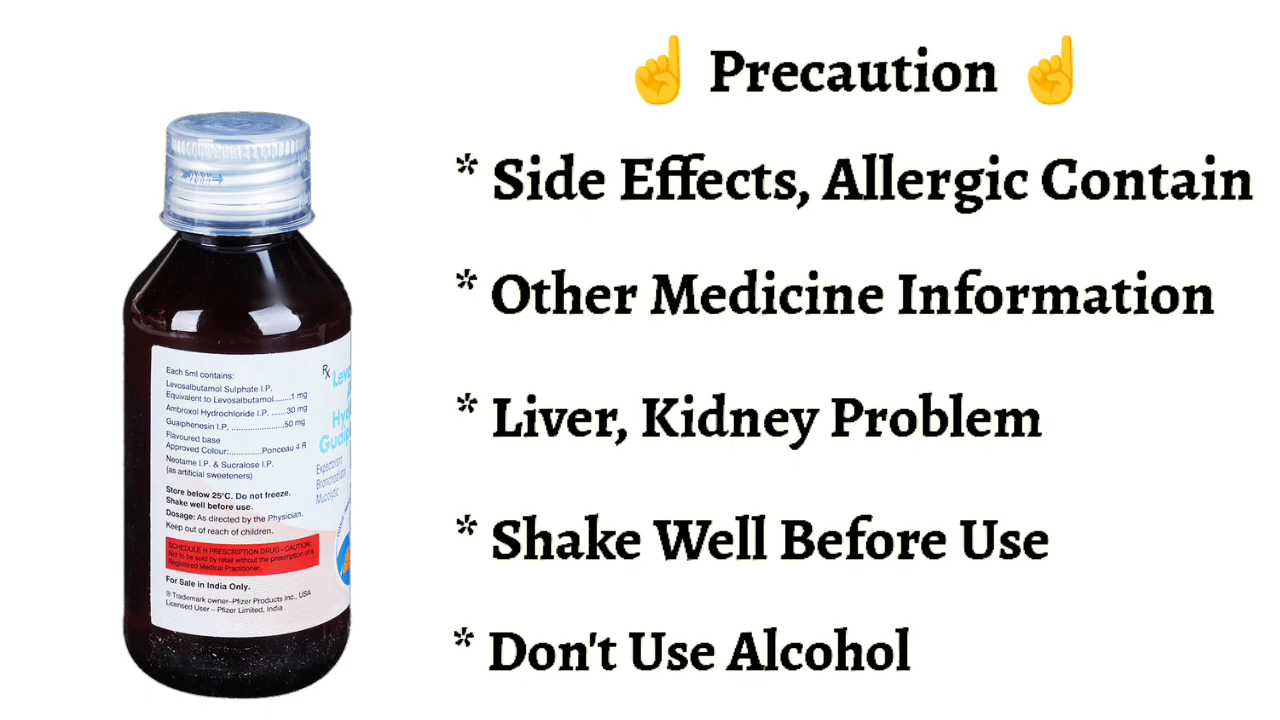 ☝ Precaution ☝
* Side Effects, Allergic Contain
* Other Medicine Information
* Liver, Kidney Problem
* Shake Well Before Use
* Don't Use Alcohol
Each 5ml contains:
Levosalbutamol Sulphate I.P.
Equivalent to Levosalbutamol........1 mg
Ambroxol Hydrochloride I.P. .......30 mg
Guaiphenosin I.P. .........................50 mg
Flavoured base
Approved Colour:..............Ponceau 4 R
Neotame I.P. & Sucralose I.P.
(as artificial sweeteners)
Store below 25°C. Do not freeze.
Shake well before use.
Dosage: As directed by the Physician.
Keep out of reach of children.
SCHEDULE H PRESCRIPTION DRUG - CAUTION:
Not to be sold by retail without the prescription of a
Registered Medical Practitioner.
For Sale in India Only.
® Trademark owner–Pfizer Products Inc., USA
Licensed User – Pfizer Limited, India
Rx
Expectorant
Bronchodilator
Mucolytic